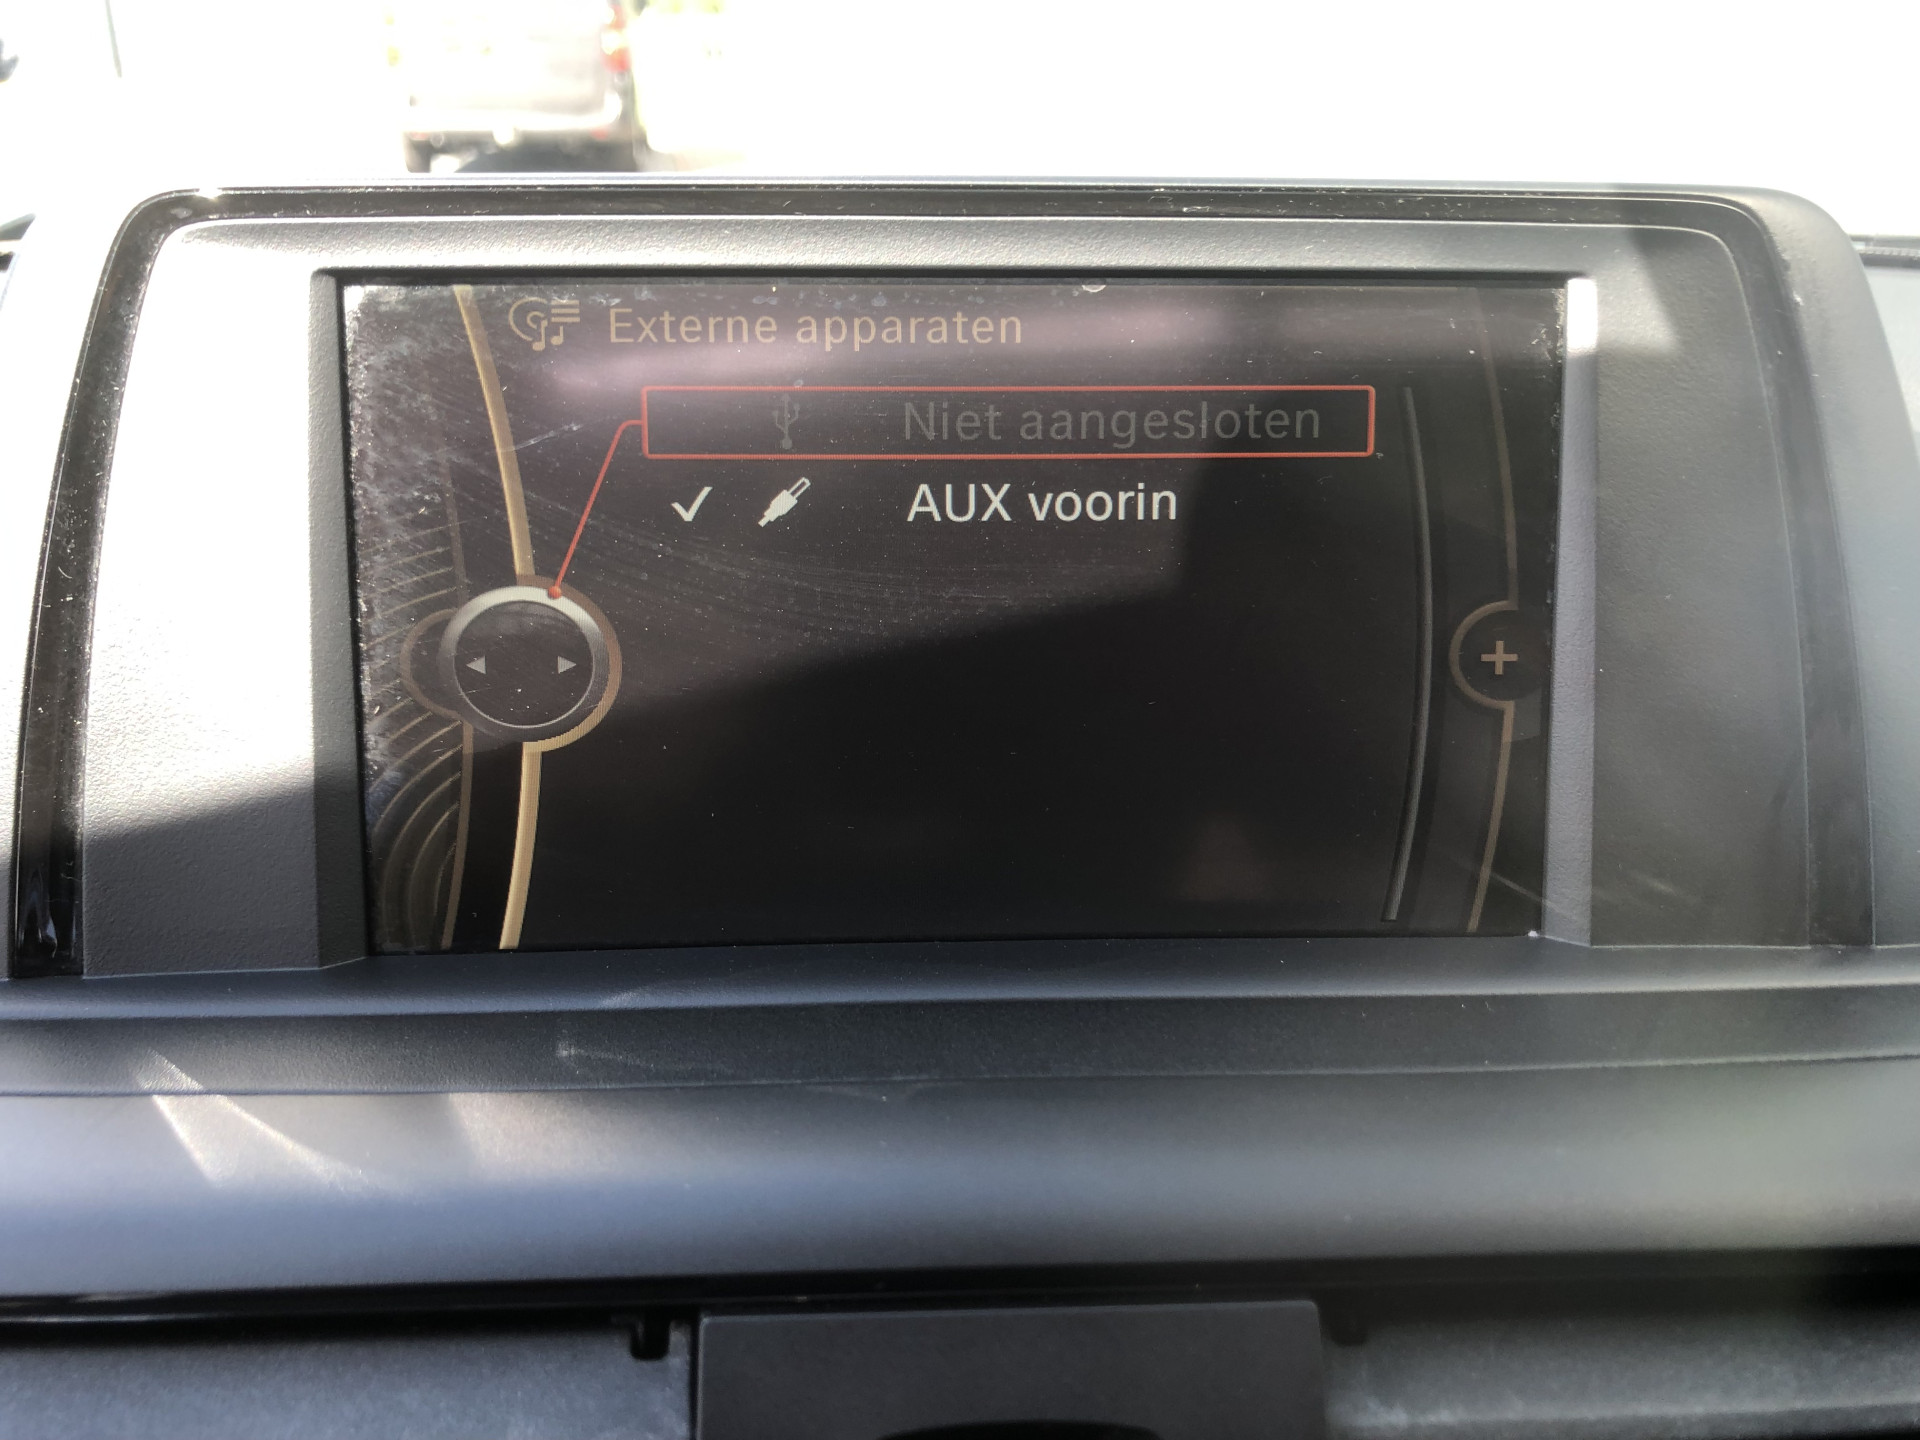 Externe apparaten
Niet aangesloten
AUX voorin